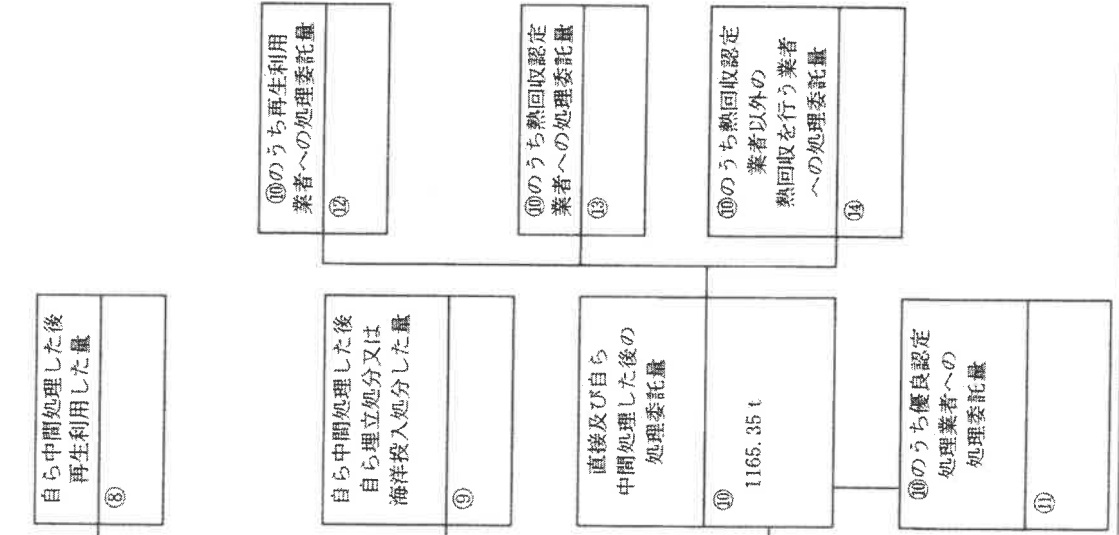 自ら中間処理した後
再生利用した量
⑧
自ら中間処理した後
自ら埋立処分又は
海洋投入処分した量
⑨
直接及び自ら
中間処理した後の
処理委託量
⑩
1165.35 t
⑩のうち優良認定
処理業者への
処理委託量
⑪
⑩のうち再生利用
業者への処理委託量
⑫
⑩のうち熱回収認定
業者への処理委託量
⑬
⑩のうち熱回収認定
業者以外の
熱回収を行う業者
への処理委託量
⑭